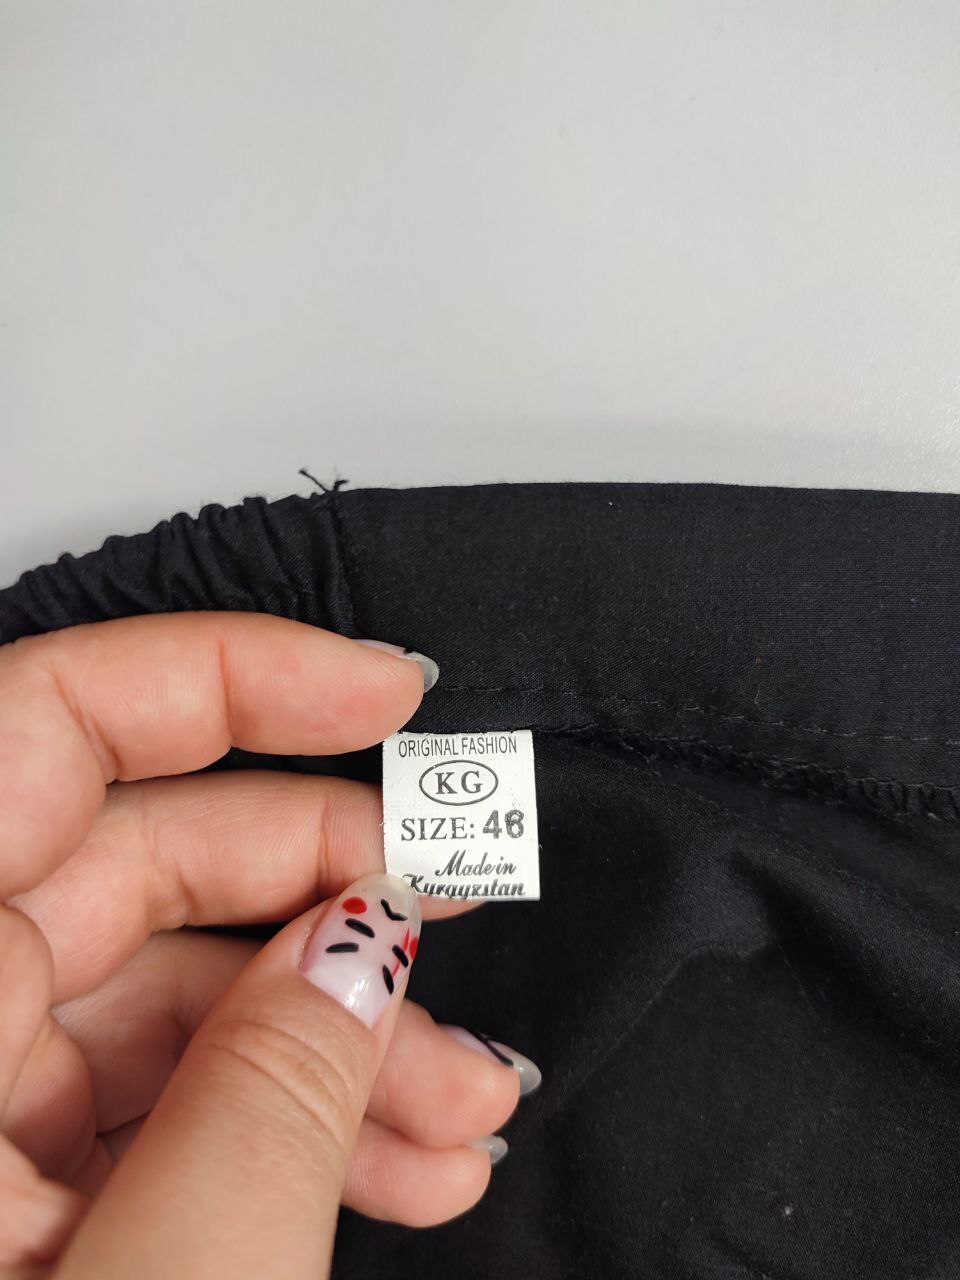 ORIGINAL FASHION
KG
SIZE: 46
Made in
Kyrgyzstan